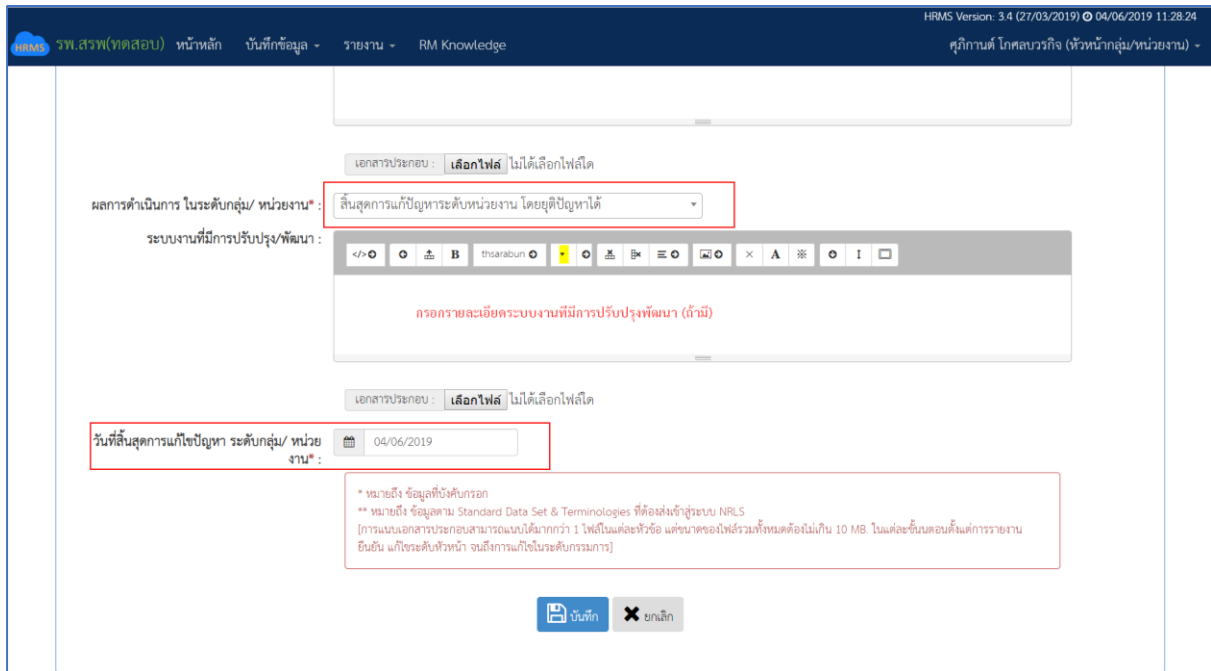 HRMS Version: 3.4 (27/03/2019) 04/06/2019 11:28:24
HRMS รพ.สรพ(ทดสอบ) หน้าหลัก บันทึกข้อมูล รายงาน RM Knowledge ศุภิกานต์ โกศลบวรกิจ (หัวหน้ากลุ่ม/หน่วยงาน)
เอกสารประกอบ : เลือกไฟล์ ไม่ได้เลือกไฟล์ใด
ผลการดำเนินการ ในระดับกลุ่ม/ หน่วยงาน* : สิ้นสุดการแก้ปัญหาระดับหน่วยงาน โดยยุติปัญหาได้
ระบบงานที่มีการปรับปรุง/พัฒนา :
</> B thsarabun A I
กรอกรายละเอียดระบบงานที่มีการปรับปรุงพัฒนา (ถ้ามี)
เอกสารประกอบ : เลือกไฟล์ ไม่ได้เลือกไฟล์ใด
วันที่สิ้นสุดการแก้ไขปัญหา ระดับกลุ่ม/ หน่วย 04/06/2019
งาน* :
* หมายถึง ข้อมูลที่บังคับกรอก
** หมายถึง ข้อมูลตาม Standard Data Set & Terminologies ที่ต้องส่งเข้าสู่ระบบ NRLS
[การแนบเอกสารประกอบสามารถแนบได้มากกว่า 1 ไฟล์ในแต่ละหัวข้อ แต่ขนาดของไฟล์รวมทั้งหมดต้องไม่เกิน 10 MB. ในแต่ละขั้นตอนตั้งแต่การรายงาน
ยืนยัน แก้ไขระดับหัวหน้า จนถึงการแก้ไขในระดับกรรมการ]
บันทึก ยกเลิก